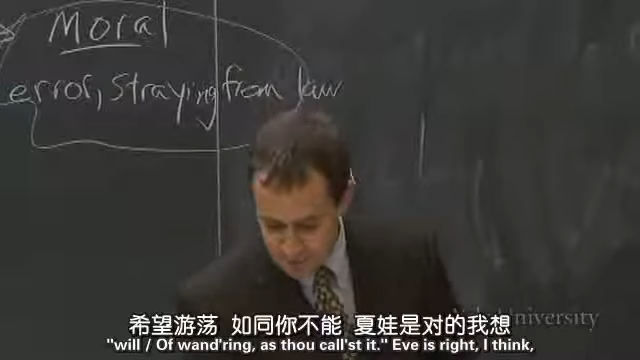 Moral
error, straying from law
University
希望游荡 如同你不能 夏娃是对的我想
"will / Of wand'ring, as thou call'st it." Eve is right, I think,